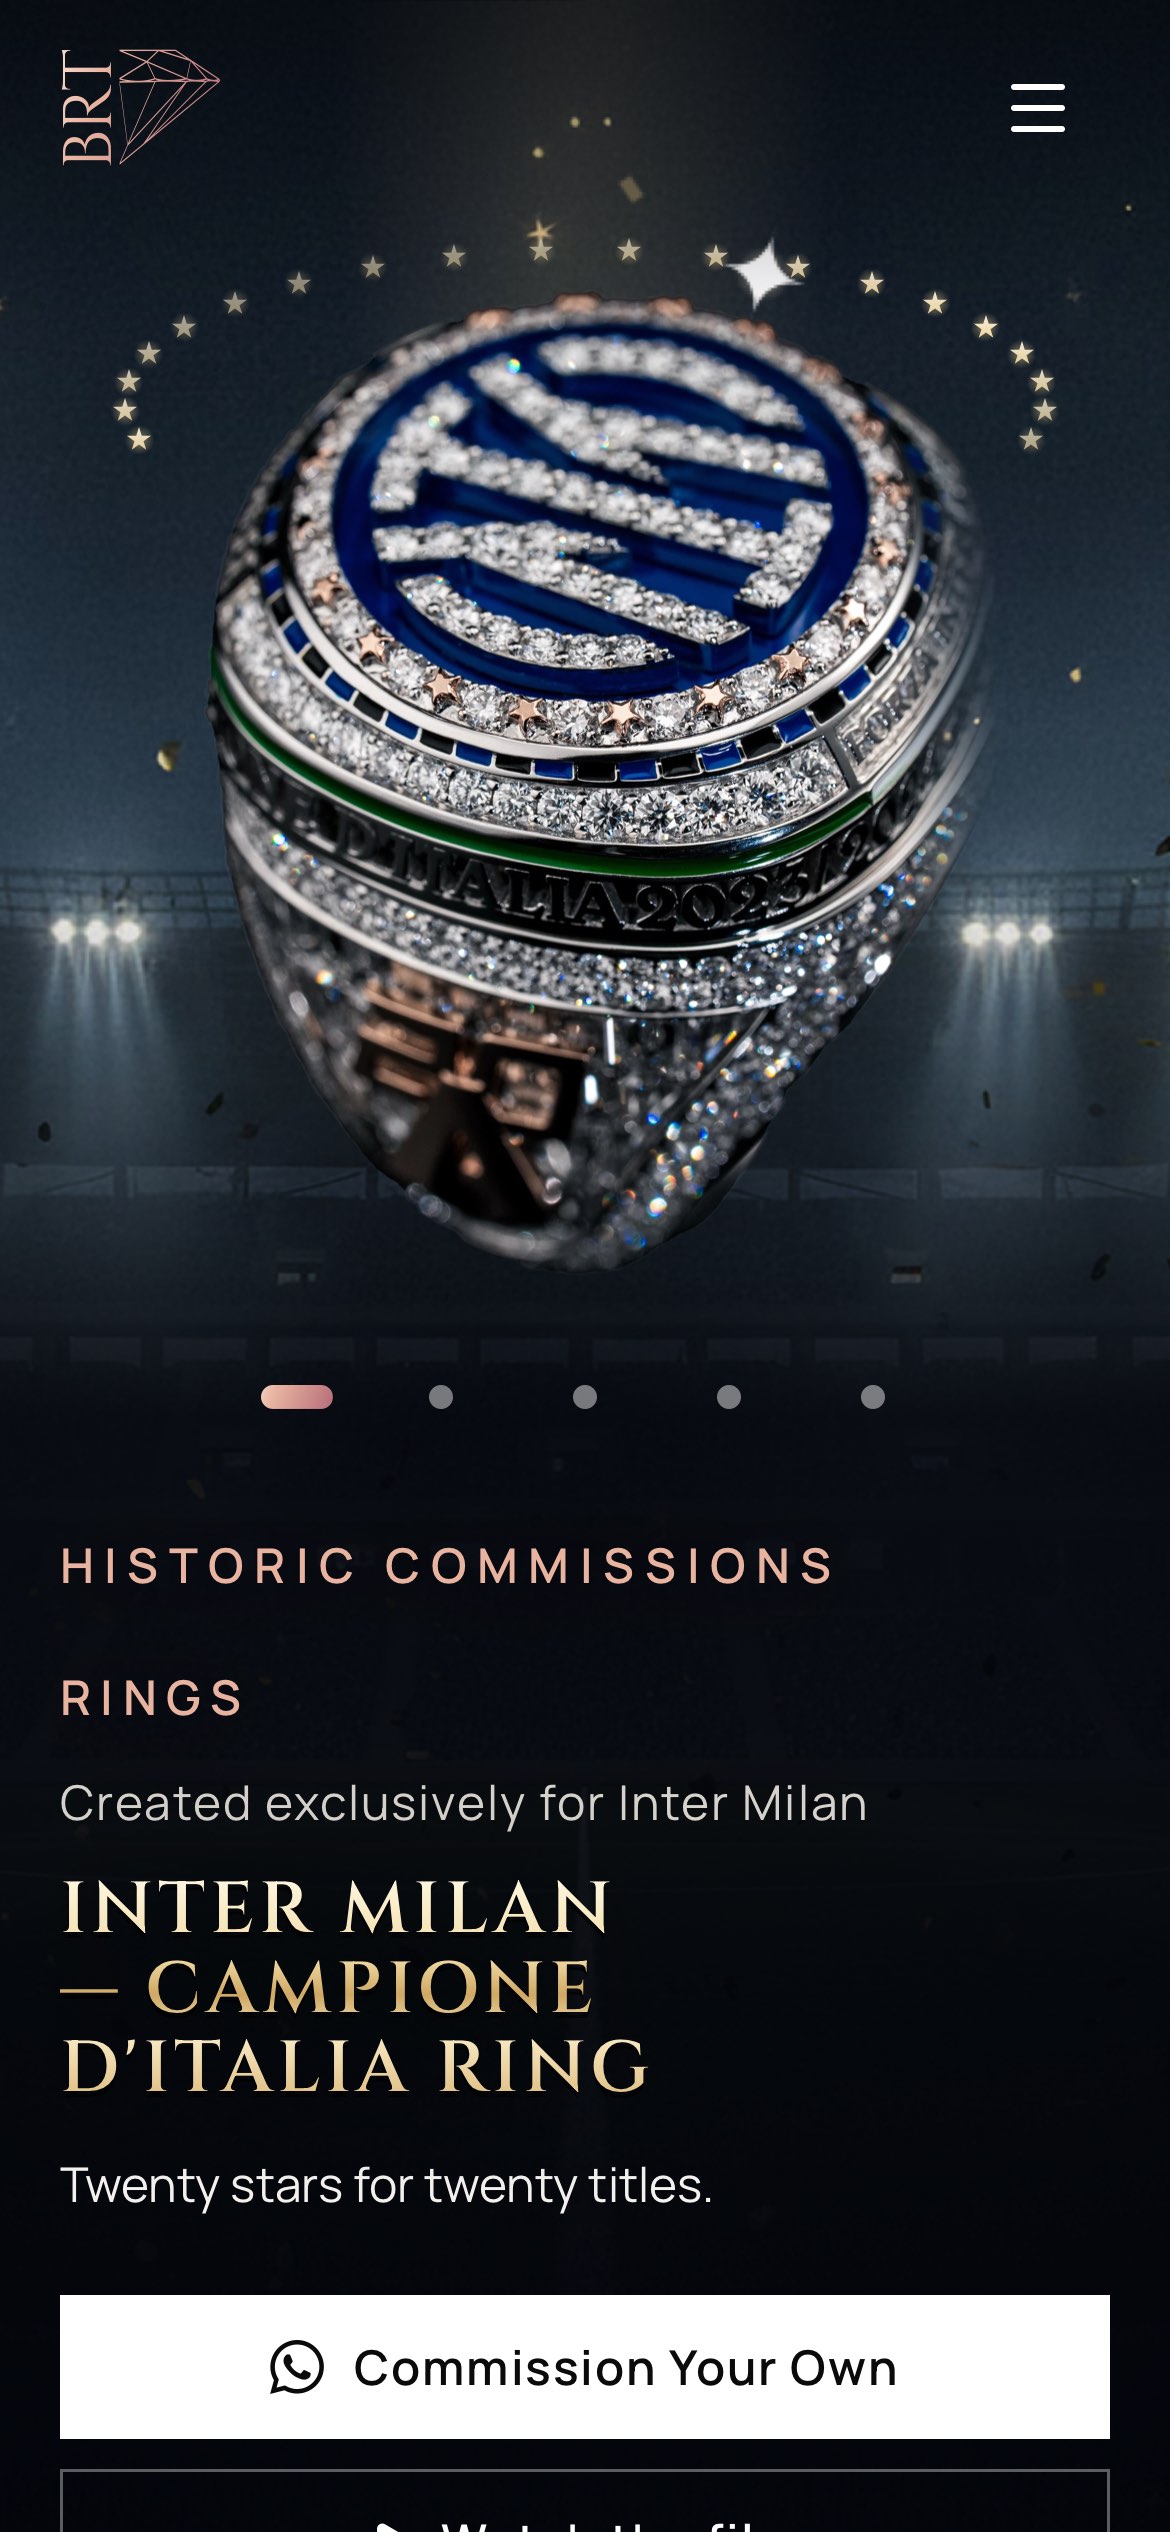 BRT
D'ITALIA 2023/202
HISTORIC COMMISSIONS
RINGS
Created exclusively for Inter Milan
INTER MILAN
— CAMPIONE
D'ITALIA RING
Twenty stars for twenty titles.
Commission Your Own